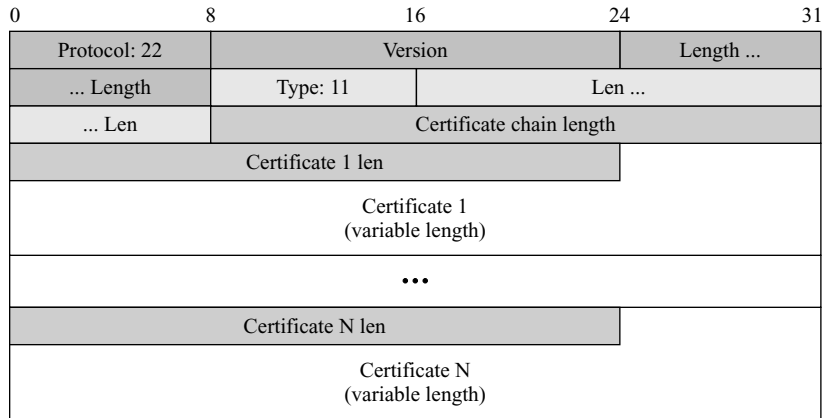 0 8 16 24 31
Protocol: 22 Version Length ...
... Length Type: 11 Len ...
... Len Certificate chain length
Certificate 1 len
Certificate 1
(variable length)
•••
Certificate N len
Certificate N
(variable length)